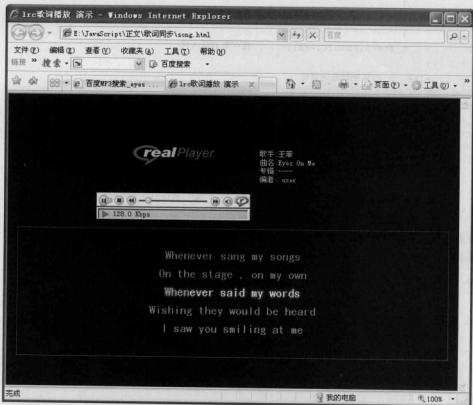 lrc歌词播放 演示 - Windows Internet Explorer
E:\JavaScript\正文\歌词同步\song.html
百度
文件(F) 编辑(E) 查看(V) 收藏夹(A) 工具(T) 帮助(H)
链接 » 搜索 百度搜索 »
百度MP3搜索_eyes ... lrc歌词播放 演示 页面(P) 工具(O) »
realPlayer.
歌手:王菲
曲名:Eyes On Me
专辑:----
编者: uxer
128.0 Kbps
Whenever sang my songs
On the stage , on my own
Whenever said my words
Wishing they would be heard
I saw you smiling at me
完成 我的电脑 100%